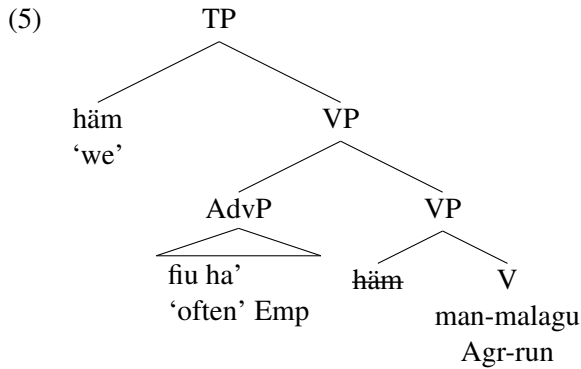 (5) TP
häm VP
‘we’
AdvP VP
fiu ha’ häm V
‘often’ Emp man-malagu
Agr-run